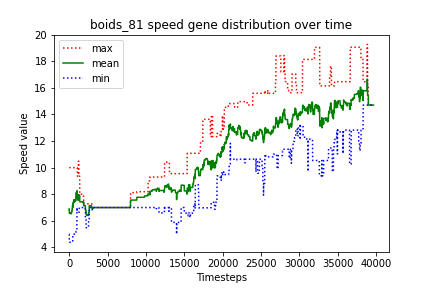 boids_81 speed gene distribution over time
max
mean
min
Speed value
20
18
16
14
12
10
8
6
4
0 5000 10000 15000 20000 25000 30000 35000 40000
Timesteps